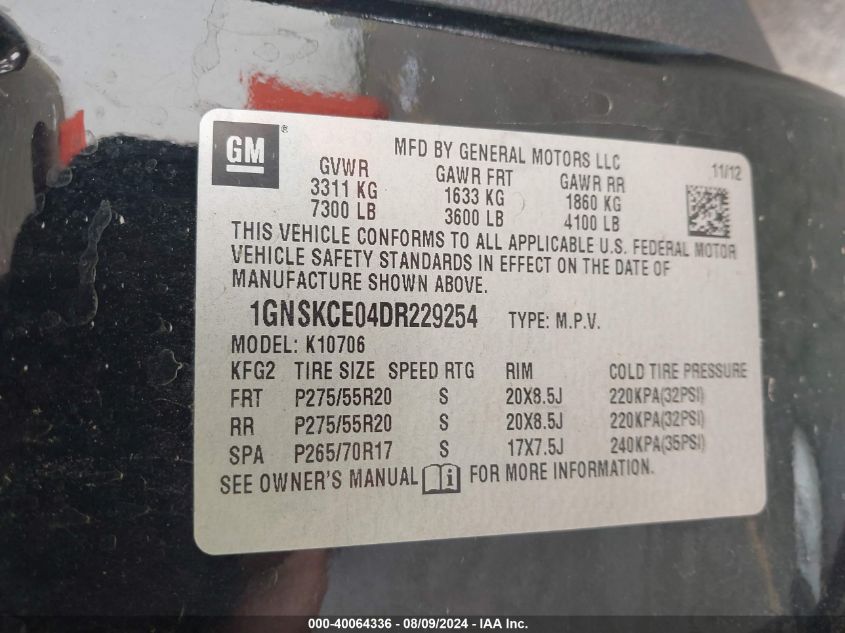 GM ®
MFD BY GENERAL MOTORS LLC
11/12
GVWR GAWR FRT GAWR RR
3311 KG 1633 KG 1860 KG
7300 LB 3600 LB 4100 LB
THIS VEHICLE CONFORMS TO ALL APPLICABLE U.S. FEDERAL MOTOR
VEHICLE SAFETY STANDARDS IN EFFECT ON THE DATE OF
MANUFACTURE SHOWN ABOVE.
1GNSKCE04DR229254 TYPE: M.P.V.
MODEL: K10706
KFG2 TIRE SIZE SPEED RTG RIM COLD TIRE PRESSURE
FRT P275/55R20 S 20X8.5J 220KPA(32PSI)
RR P275/55R20 S 20X8.5J 220KPA(32PSI)
SPA P265/70R17 S 17X7.5J 240KPA(35PSI)
SEE OWNER'S MANUAL i FOR MORE INFORMATION.
000-40064336 - 08/09/2024 - IAA Inc.